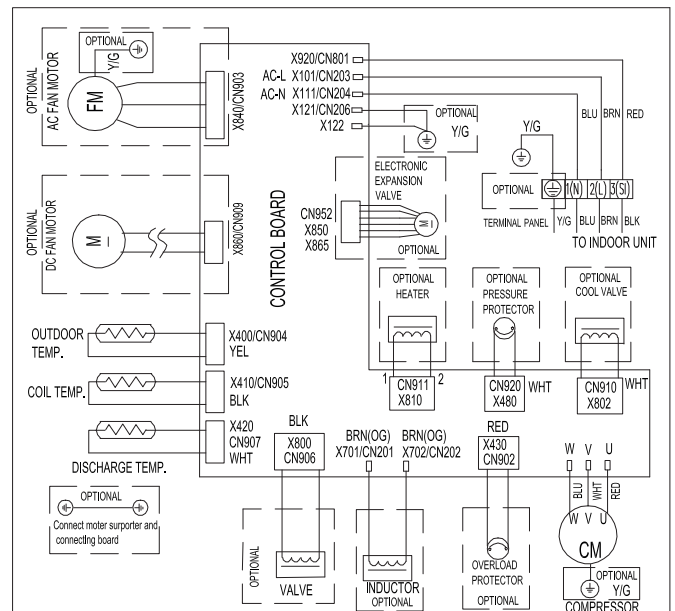 OPTIONAL
Y/G
OPTIONAL
AC FAN MOTOR
FM
X840/CN903
X920/CN801
AC-L X101/CN203
AC-N X111/CN204
X121/CN206
X122
OPTIONAL
Y/G
BLU BRN RED
Y/G
OPTIONAL
1(N) 2(L) 3(SI)
TERMINAL PANEL
Y/G BLU BRN BLK
TO INDOOR UNIT
ELECTRONIC
EXPANSION
VALVE
CN952
X850
X865
M
OPTIONAL
OPTIONAL
DC FAN MOTOR
M
X860/CN909
CONTROL BOARD
OPTIONAL
HEATER
1 2
CN911
X810
OPTIONAL
PRESSURE
PROTECTOR
CN920
X480
WHT
OPTIONAL
COOL VALVE
CN910
X802
WHT
OUTDOOR
TEMP.
X400/CN904
YEL
COIL TEMP.
X410/CN905
BLK
X420
CN907
WHT
DISCHARGE TEMP.
OPTIONAL
Connect motor surporter and
connecting board
BLK
X800
CN906
OPTIONAL
VALVE
BRN(OG) BRN(OG)
X701/CN201 X702/CN202
INDUCTOR
OPTIONAL
RED
X430
CN902
OVERLOAD
PROTECTOR
OPTIONAL
W V U
BLU WHT RED
W V U
CM
OPTIONAL
Y/G
COMPRESSOR